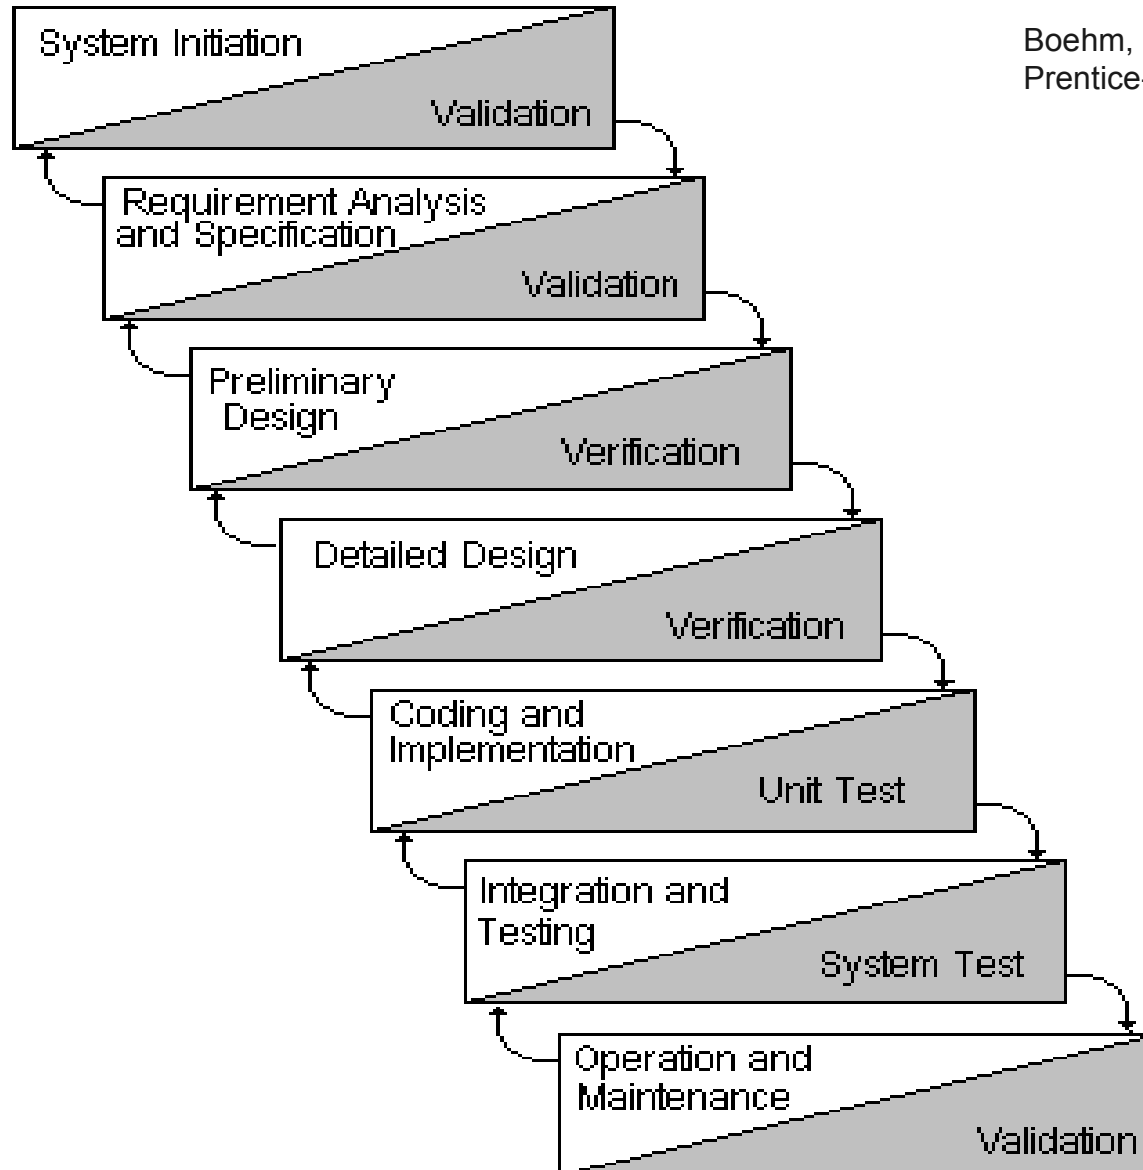 System Initiation
Validation
Boehm,
Prentice-
Requirement Analysis
and Specification
Validation
Preliminary
Design
Verification
Detailed Design
Verification
Coding and
Implementation
Unit Test
Integration and
Testing
System Test
Operation and
Maintenance
Validation